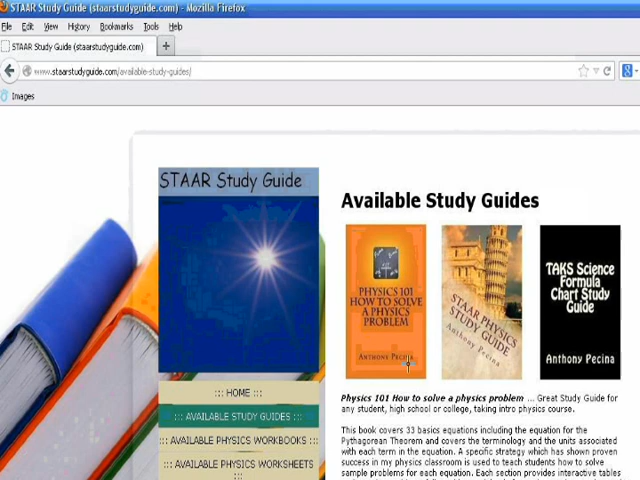 STAAR Study Guide (staarstudyguide.com) - Mozilla Firefox
File Edit View History Bookmarks Tools Help
STAAR Study Guide (staarstudyguide.com)
www.staarstudyguide.com/available-study-guides/
Images
STAAR Study Guide
Available Study Guides
PHYSICS 101
HOW TO SOLVE
A PHYSICS
PROBLEM
ANTHONY PECINA
STAAR PHYSICS
STUDY GUIDE
Anthony Pecina
TAKS Science
Formula
Chart Study
Guide
Anthony Pecina
::: HOME :::
::: AVAILABLE STUDY GUIDES :::
::: AVAILABLE PHYSICS WORKBOOKS :::
::: AVAILABLE PHYSICS WORKSHEETS
:::
Physics 101 How to solve a physics problem ... Great Study Guide for
any student, high school or college, taking intro physics course.
This book covers 33 basics equations including the equation for the
Pythagorean Theorem and covers the terminology and the units associated
with each term in the equation. A specific strategy which has shown proven
success in my physics classroom is used to teach students how to solve
sample problems for each equation. Each section provides interactive tables